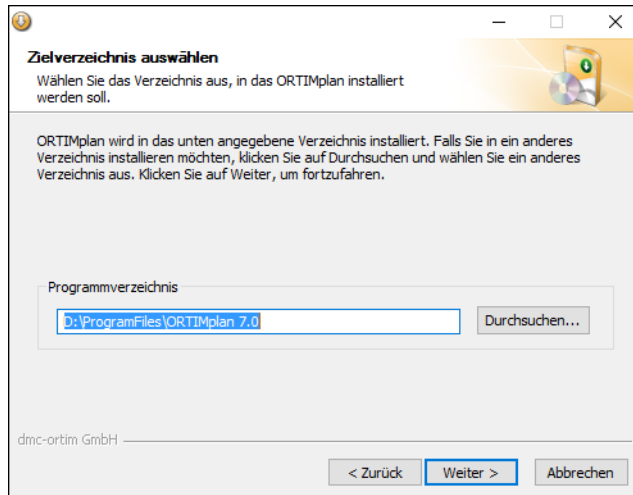 Zielverzeichnis auswählen
Wählen Sie das Verzeichnis aus, in das ORTIMplan installiert
werden soll.
ORTIMplan wird in das unten angegebene Verzeichnis installiert. Falls Sie in ein anderes
Verzeichnis installieren möchten, klicken Sie auf Durchsuchen und wählen Sie ein anderes
Verzeichnis aus. Klicken Sie auf Weiter, um fortzufahren.
Programmverzeichnis
D:\ProgramFiles\ORTIMplan 7.0
Durchsuchen...
dmc-ortim GmbH
< Zurück
Weiter >
Abbrechen